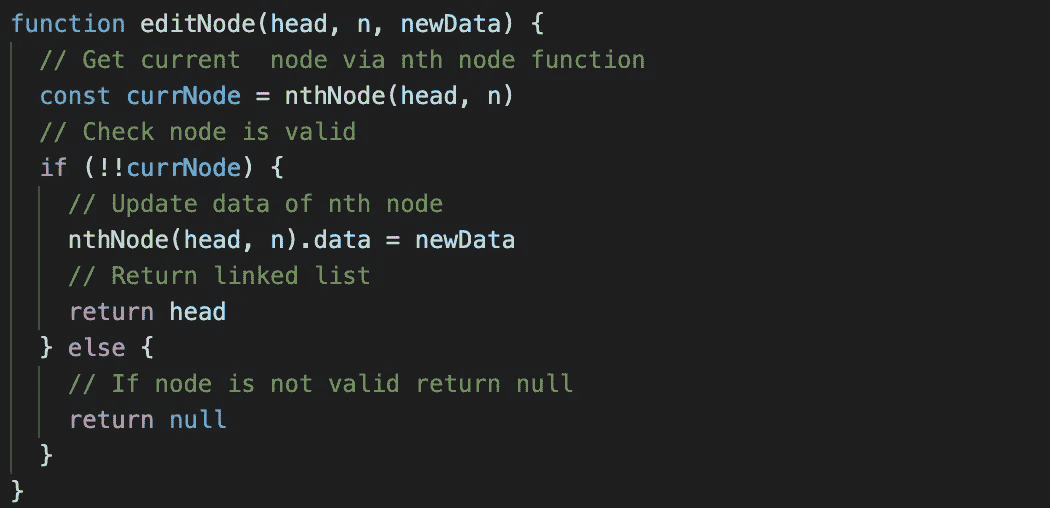 function editNode(head, n, newData) {
  // Get current  node via nth node function
  const currNode = nthNode(head, n)
  // Check node is valid
  if (!!currNode) {
    // Update data of nth node
    nthNode(head, n).data = newData
    // Return linked list
    return head
  } else {
    // If node is not valid return null
    return null
  }
}